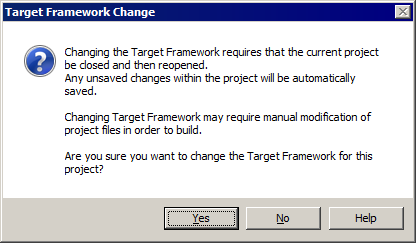 Target Framework Change
Changing the Target Framework requires that the current project
be closed and then reopened.
Any unsaved changes within the project will be automatically
saved.
Changing Target Framework may require manual modification of
project files in order to build.
Are you sure you want to change the Target Framework for this
project?
Yes
No
Help